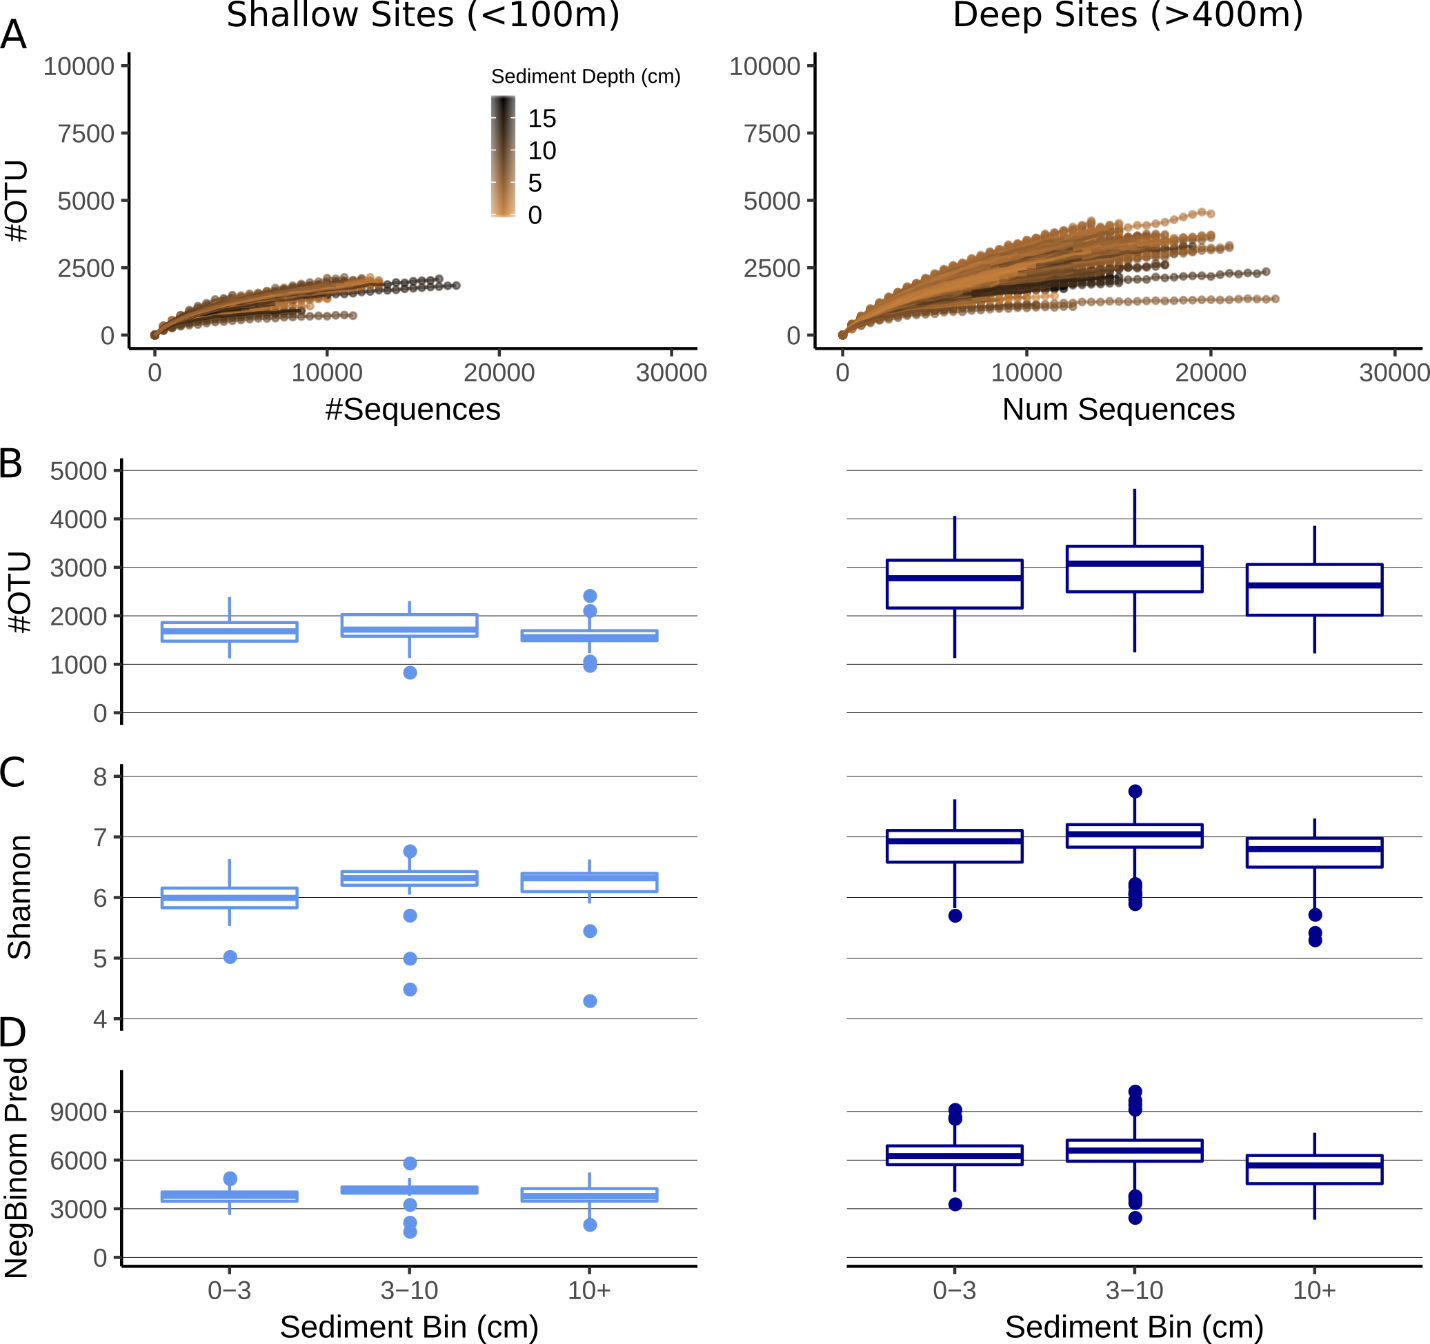 Shallow Sites (<100m)
Deep Sites (>400m)
A
#OTU
10000
7500
5000
2500
0
Sediment Depth (cm)
15
10
5
0
0
10000
20000
30000
#Sequences
10000
7500
5000
2500
0
0
10000
20000
30000
Num Sequences
B
#OTU
5000
4000
3000
2000
1000
0
C
Shannon
8
7
6
5
4
D
NegBinom Pred
9000
6000
3000
0
0−3
3−10
10+
Sediment Bin (cm)
0−3
3−10
10+
Sediment Bin (cm)